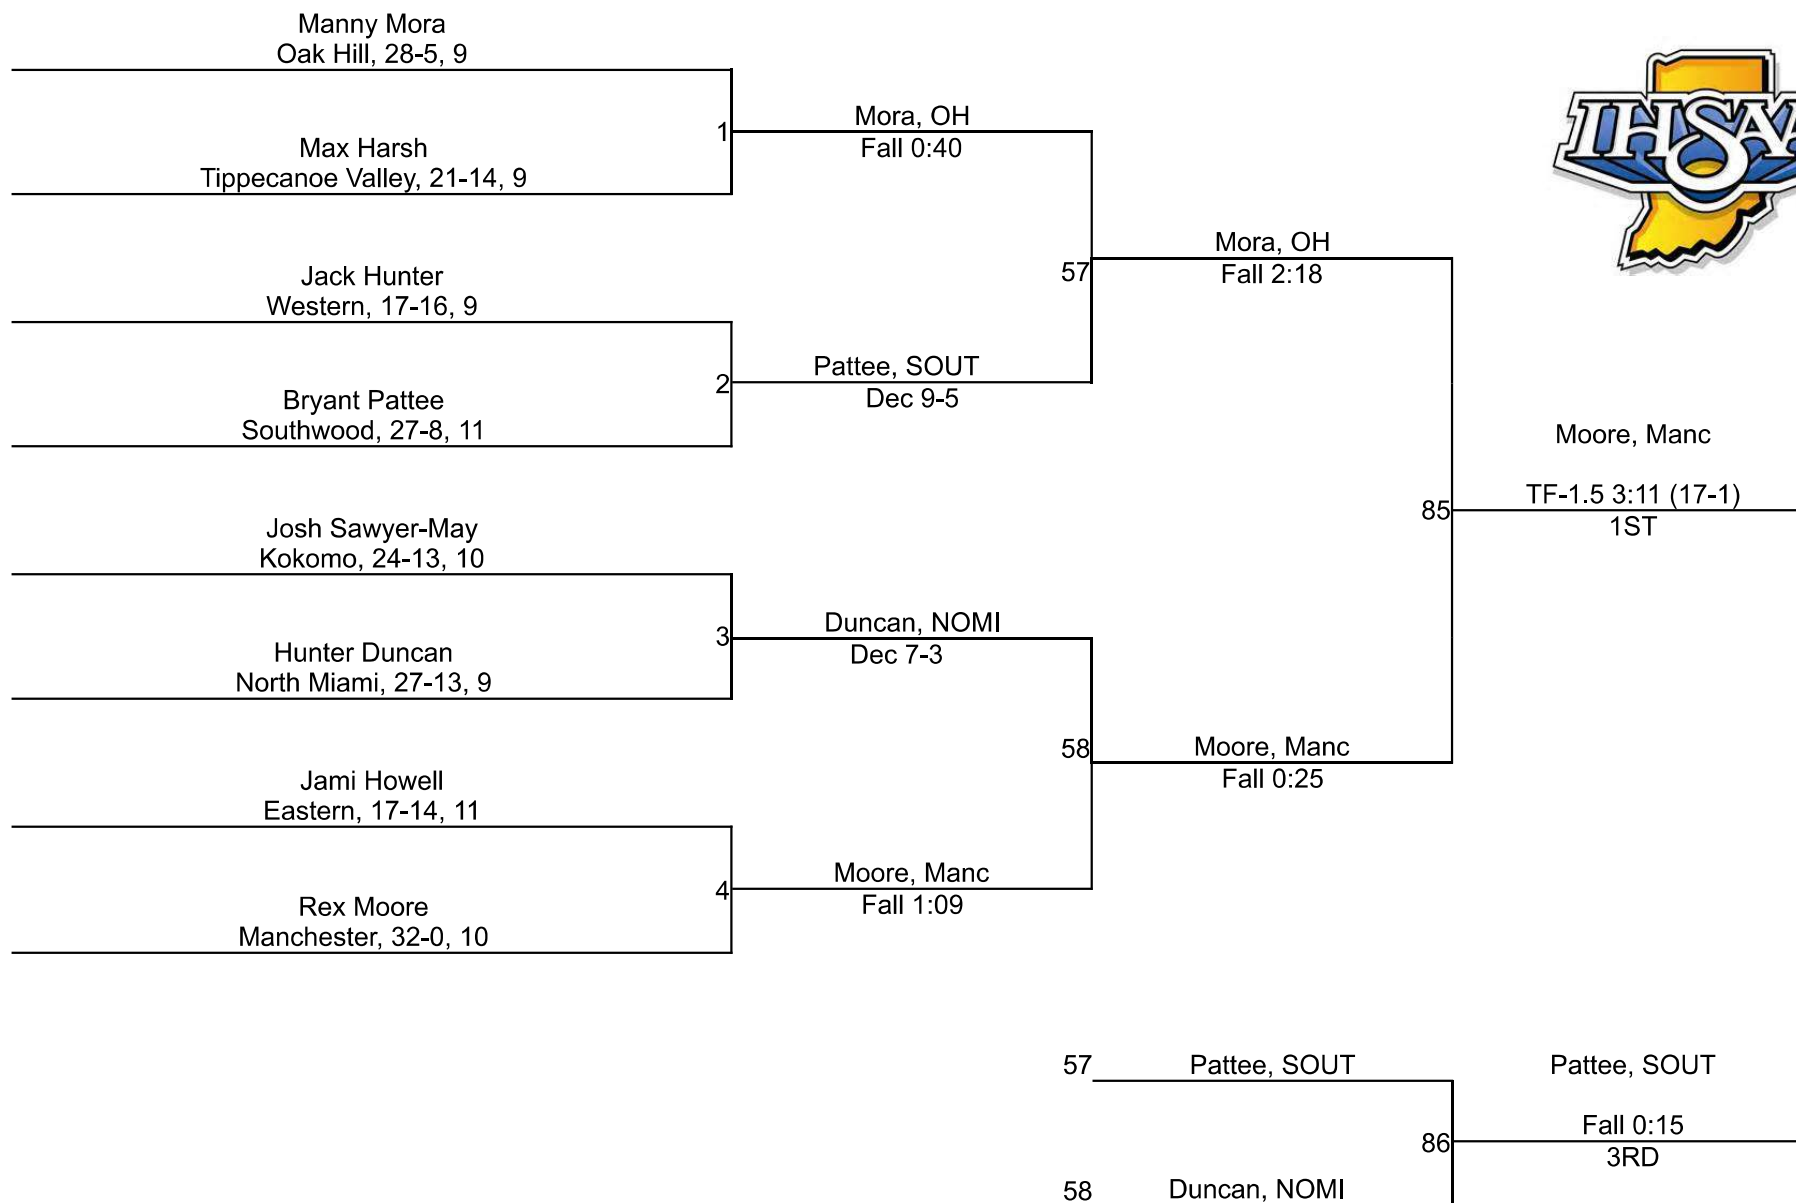 Manny Mora
Oak Hill, 28-5, 9
1
Mora, OH
Fall 0:40
Max Harsh
Tippecanoe Valley, 21-14, 9
IHSAA
57
Mora, OH
Fall 2:18
Jack Hunter
Western, 17-16, 9
2
Pattee, SOUT
Dec 9-5
Bryant Pattee
Southwood, 27-8, 11
85
Moore, Manc
TF-1.5 3:11 (17-1)
1ST
Josh Sawyer-May
Kokomo, 24-13, 10
3
Duncan, NOMI
Dec 7-3
Hunter Duncan
North Miami, 27-13, 9
58
Moore, Manc
Fall 0:25
Jami Howell
Eastern, 17-14, 11
4
Moore, Manc
Fall 1:09
Rex Moore
Manchester, 32-0, 10
57
Pattee, SOUT
Pattee, SOUT
86
Fall 0:15
3RD
58
Duncan, NOMI